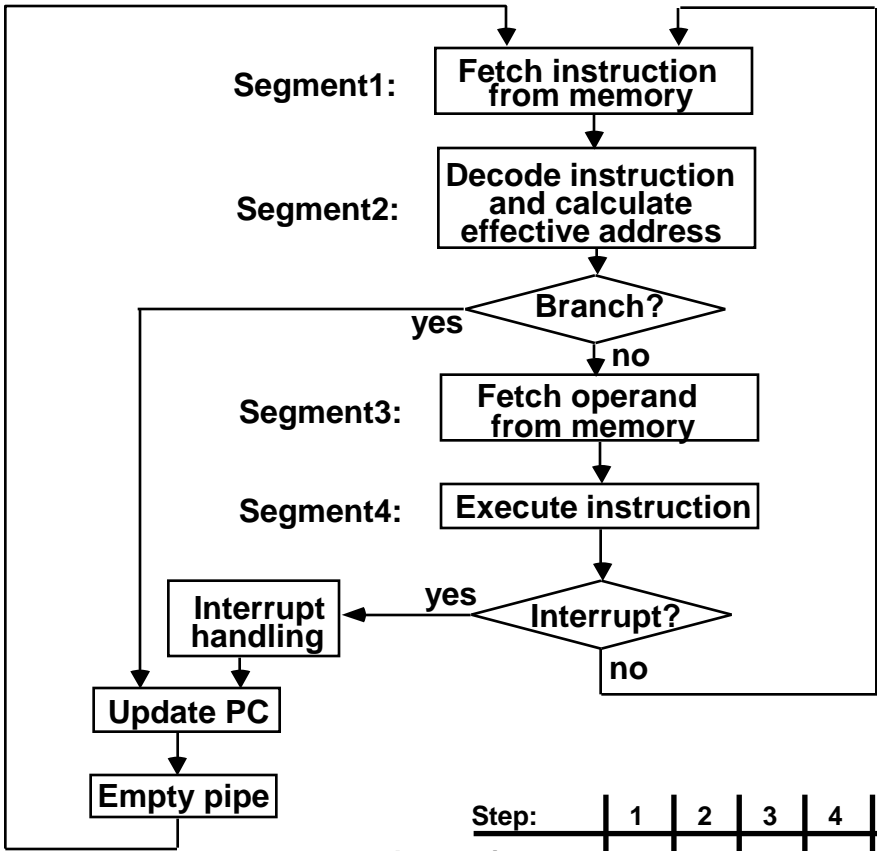 Segment1:
Fetch instruction
from memory
Segment2:
Decode instruction
and calculate
effective address
Branch?
yes
no
Segment3:
Fetch operand
from memory
Segment4:
Execute instruction
Interrupt
handling
yes
Interrupt?
no
Update PC
Empty pipe
Step: 1 2 3 4